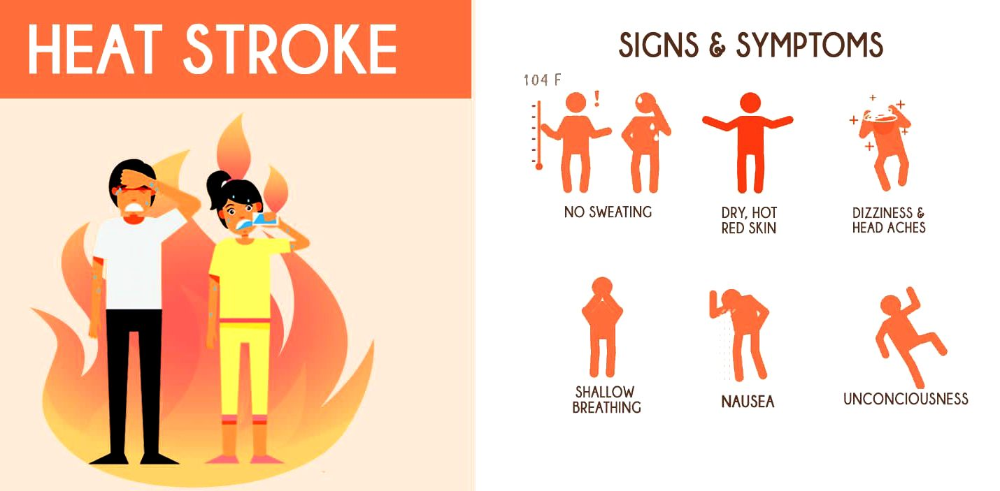 HEAT STROKE
SIGNS & SYMPTOMS
104 F
!
NO SWEATING
DRY, HOT
RED SKIN
DIZZINESS &
HEAD ACHES
SHALLOW
BREATHING
NAUSEA
UNCONCIOUSNESS